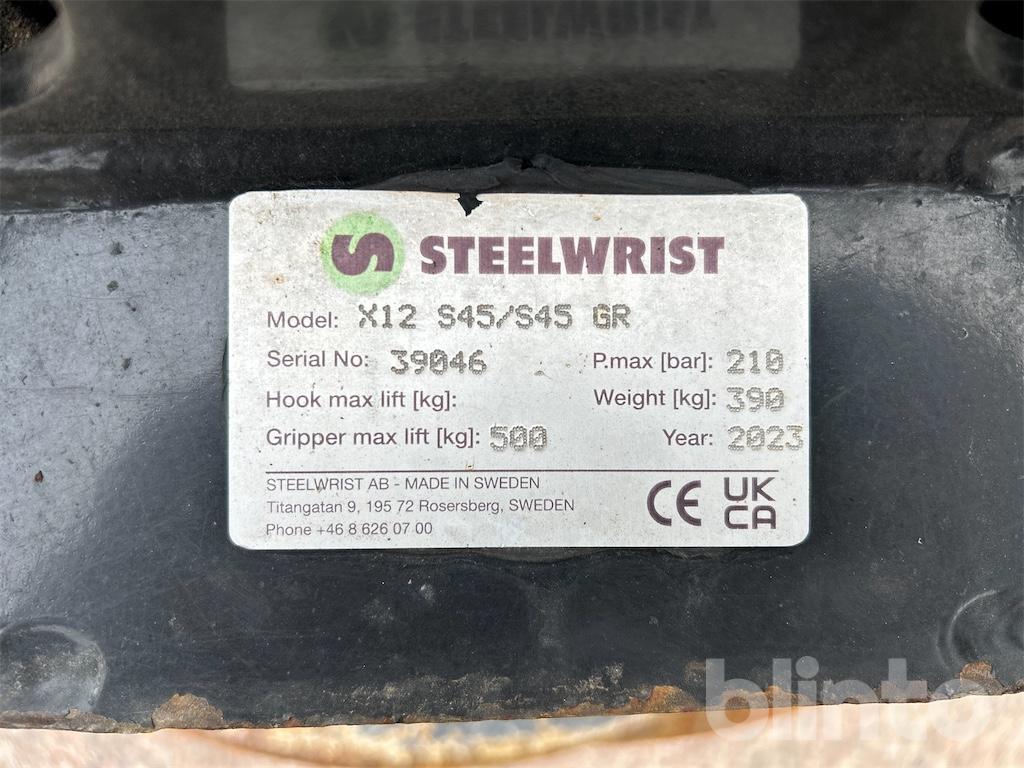 STEELWRIST
Model: X12 S45/S45 GR
Serial No: 39046 P.max [bar]: 210
Hook max lift [kg]: Weight [kg]: 390
Gripper max lift [kg]: 500 Year: 2023
STEELWRIST AB - MADE IN SWEDEN
Titangatan 9, 195 72 Rosersberg, SWEDEN
Phone +46 8 626 07 00
CE UK
CA
blinto